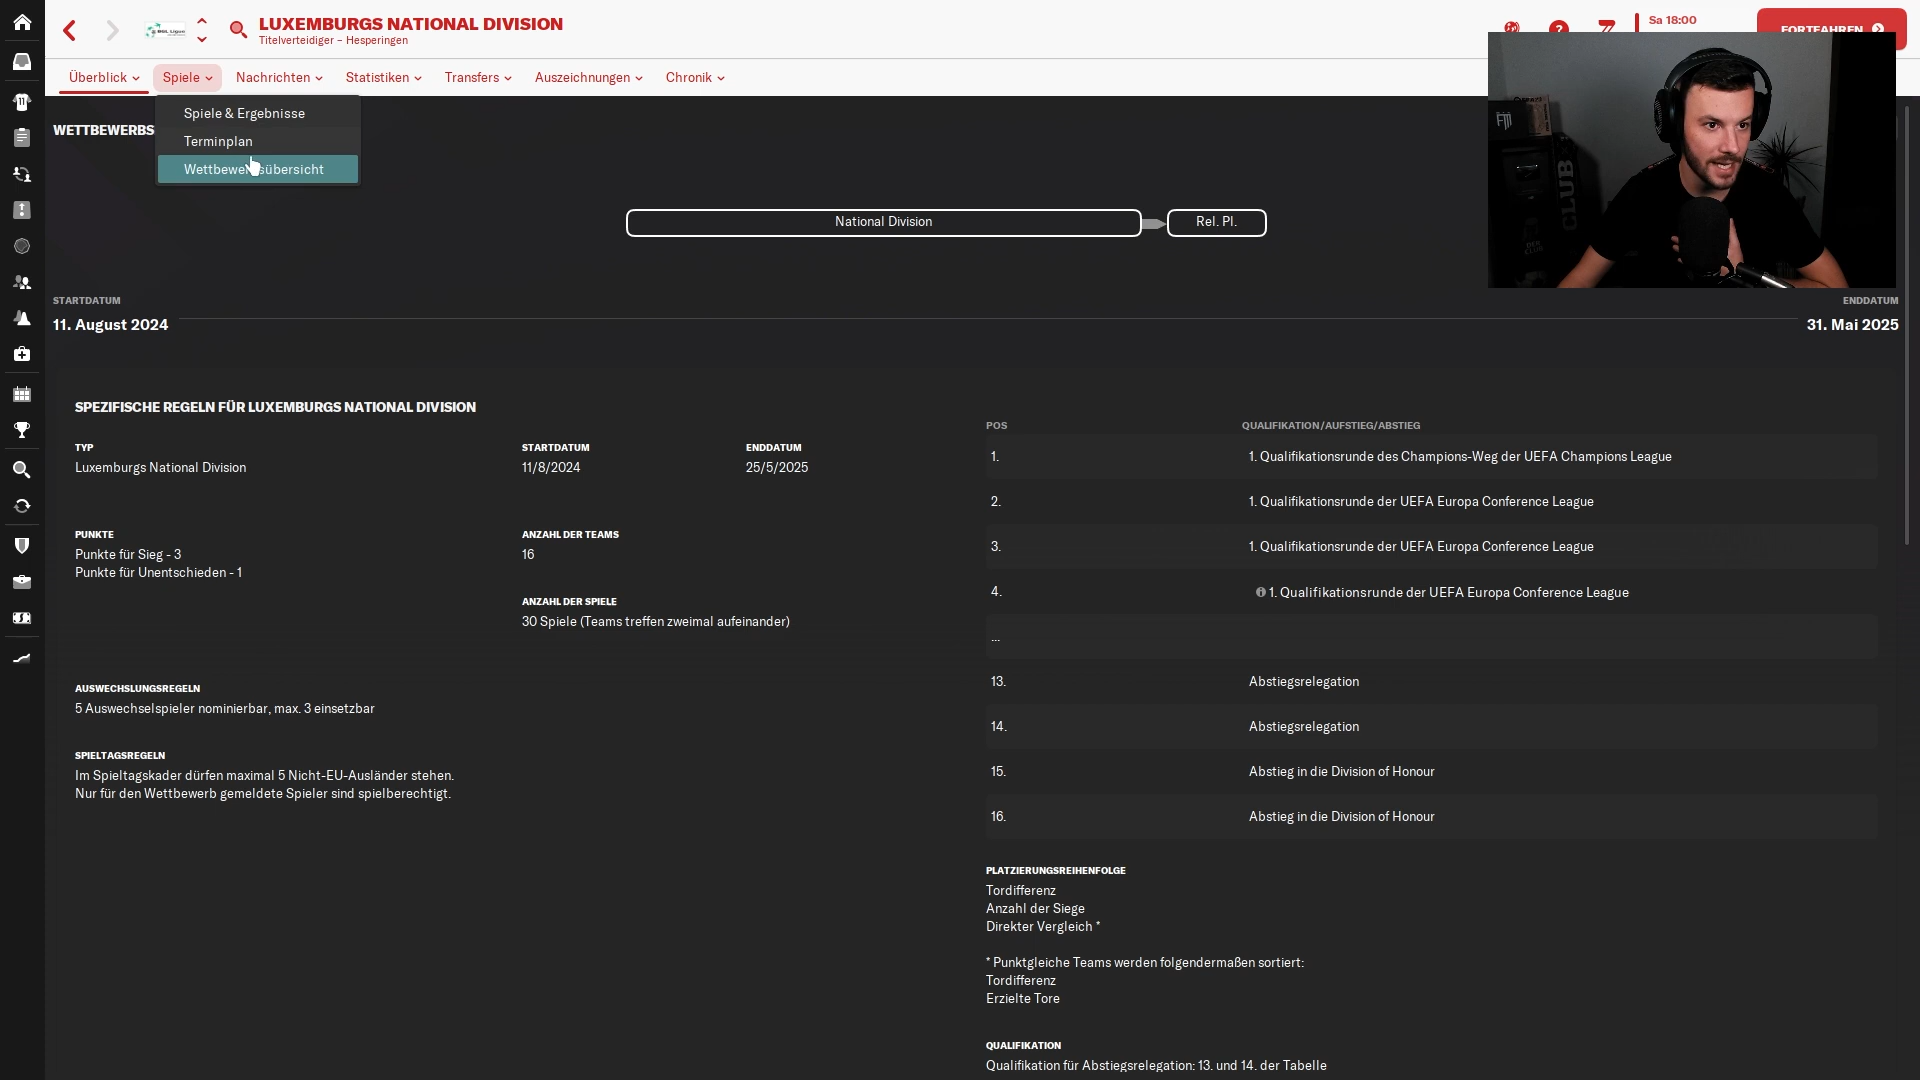 LUXEMBURGS NATIONAL DIVISION
Titelverteidiger – Hesperingen
Sa 18:00
FORTFAHREN
Überblick
Spiele
Nachrichten
Statistiken
Transfers
Auszeichnungen
Chronik
Spiele & Ergebnisse
WETTBEWERBS
Terminplan
Wettbewerbsübersicht
National Division
Rel. Pl.
CLUB
STARTDATUM
11. August 2024
ENDDATUM
31. Mai 2025
SPEZIFISCHE REGELN FÜR LUXEMBURGS NATIONAL DIVISION
TYP
Luxemburgs National Division
STARTDATUM
11/8/2024
ENDDATUM
25/5/2025
PUNKTE
Punkte für Sieg - 3
Punkte für Unentschieden - 1
ANZAHL DER TEAMS
16
ANZAHL DER SPIELE
30 Spiele (Teams treffen zweimal aufeinander)
AUSWECHSLUNGSREGELN
5 Auswechselspieler nominierbar, max. 3 einsetzbar
SPIELTAGSREGELN
Im Spieltagskader dürfen maximal 5 Nicht-EU-Ausländer stehen.
Nur für den Wettbewerb gemeldete Spieler sind spielberechtigt.
POS QUALIFIKATION/AUFSTIEG/ABSTIEG
1. 1. Qualifikationsrunde des Champions-Weg der UEFA Champions League
2. 1. Qualifikationsrunde der UEFA Europa Conference League
3. 1. Qualifikationsrunde der UEFA Europa Conference League
4. 1. Qualifikationsrunde der UEFA Europa Conference League
...
13. Abstiegsrelegation
14. Abstiegsrelegation
15. Abstieg in die Division of Honour
16. Abstieg in die Division of Honour
PLATZIERUNGSREIHENFOLGE
Tordifferenz
Anzahl der Siege
Direkter Vergleich *
* Punktgleiche Teams werden folgendermaßen sortiert:
Tordifferenz
Erzielte Tore
QUALIFIKATION
Qualifikation für Abstiegsrelegation: 13. und 14. der Tabelle